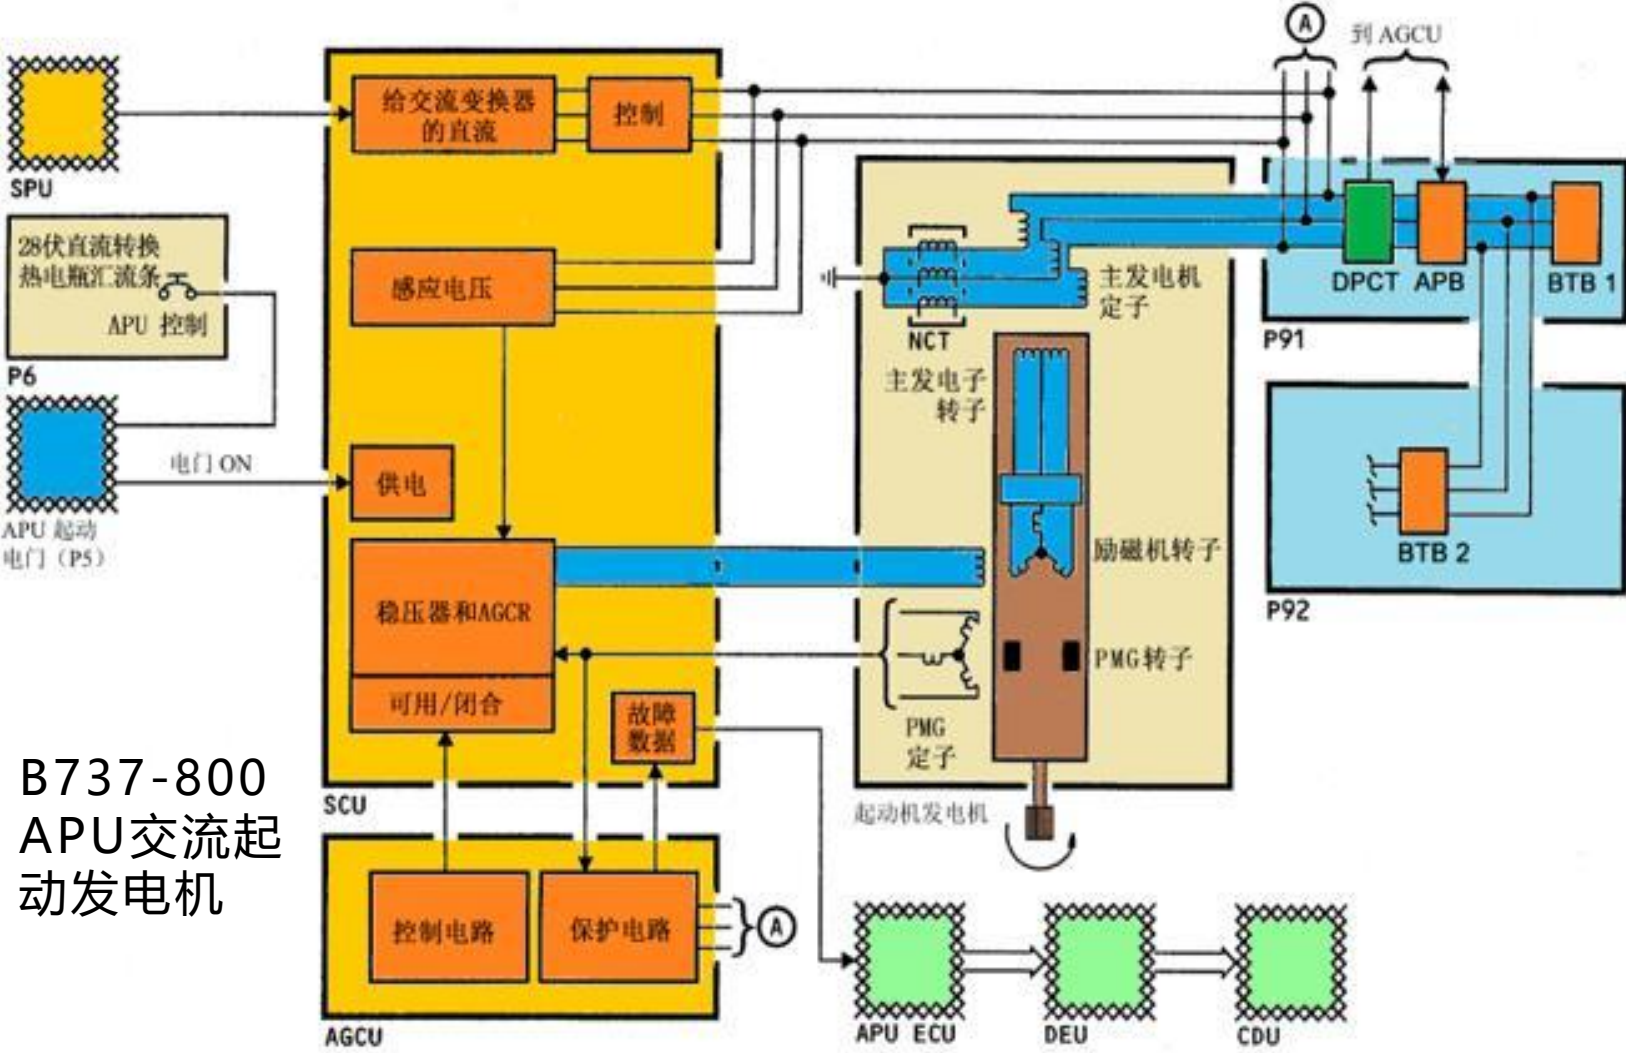 A
到 AGCU
给交流变换器
的直流
控制
SPU
28伏直流转换
热电瓶汇流条
APU 控制
P6
感应电压
NCT
主发电机
定子
DPCT
APB
BTB 1
P91
主发电子
转子
电门 ON
供电
APU 起动
电门（P5）
BTB 2
P92
励磁机转子
稳压器和AGCR
可用/闭合
PMG转子
故障
数据
PMG
定子
SCU
起动机发电机
B737-800
APU交流起
动发电机
控制电路
保护电路
A
AGCU
APU ECU
DEU
CDU